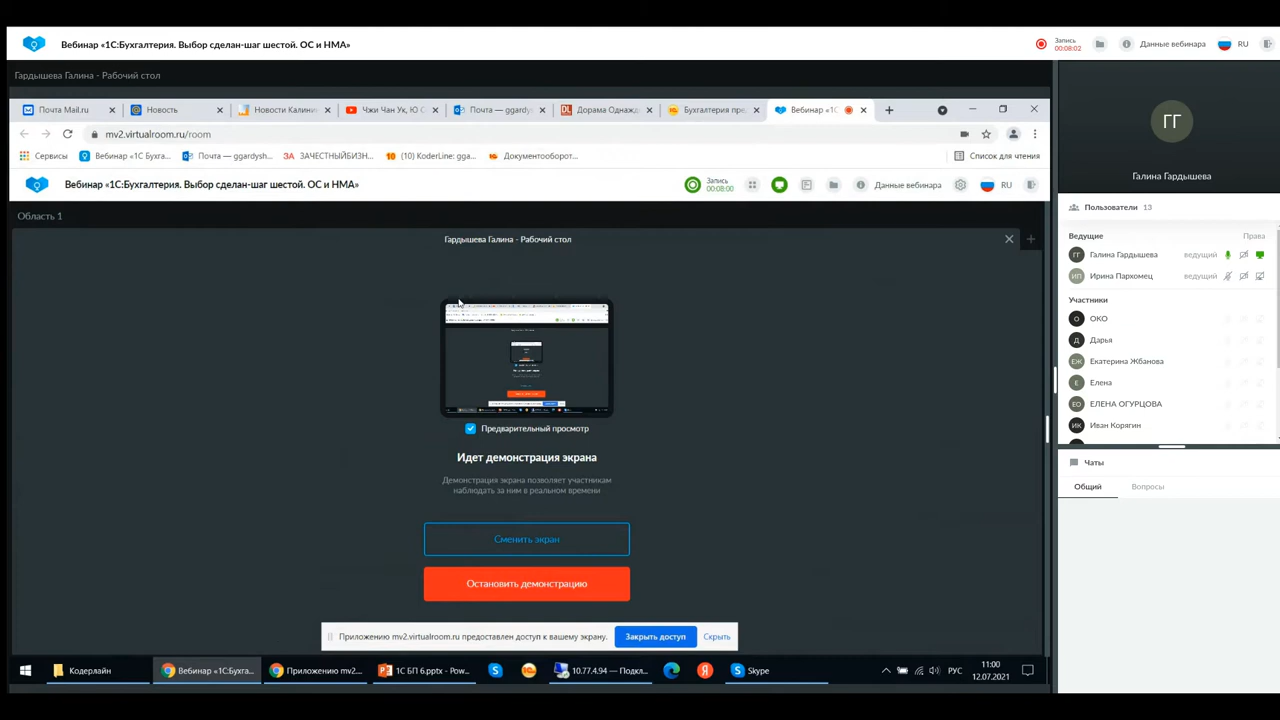 Вебинар «1С:Бухгалтерия. Выбор сделан-шаг шестой. ОС и НМА»
Запись
00:08:02
Данные вебинара
RU
Гардышева Галина - Рабочий стол
Почта Mail.ru
Новость
Новости Калини
Чжи Чан Ук, Ю С
Почта — ggardys
Дорама Однаж
Бухгалтерия пре
Вебинар «1С
mv2.virtualroom.ru/room
Сервисы
Вебинар «1С Бухга...
Почта — ggardysh...
ЗАЧЕСТНЫЙБИЗН...
(10) KoderLine: gga...
Документооборот...
Список для чтения
Вебинар «1С:Бухгалтерия. Выбор сделан-шаг шестой. ОС и НМА»
Запись
00:08:00
Данные вебинара
RU
Область 1
Гардышева Галина - Рабочий стол
Предварительный просмотр
Идет демонстрация экрана
Демонстрация экрана позволяет участникам
наблюдать за ним в реальном времени
Сменить экран
Остановить демонстрацию
Приложению mv2.virtualroom.ru предоставлен доступ к вашему экрану.
Закрыть доступ
Скрыть
Кодерлайн
Вебинар «1С:Бухга...
Приложению mv2...
1С БП 6.pptx - Pow...
10.77.4.94 — Подкл...
Skype
РУС
11:00
12.07.2021
ГГ
Галина Гардышева
Пользователи 13
Ведущие
Права
ГГ Галина Гардышева ведущий
ИП Ирина Пархомец ведущий
Участники
О ОКО
Д Дарья
ЕЖ Екатерина Жбанова
Е Елена
ЕО ЕЛЕНА ОГУРЦОВА
ИК Иван Корягин
Чаты
Общий
Вопросы